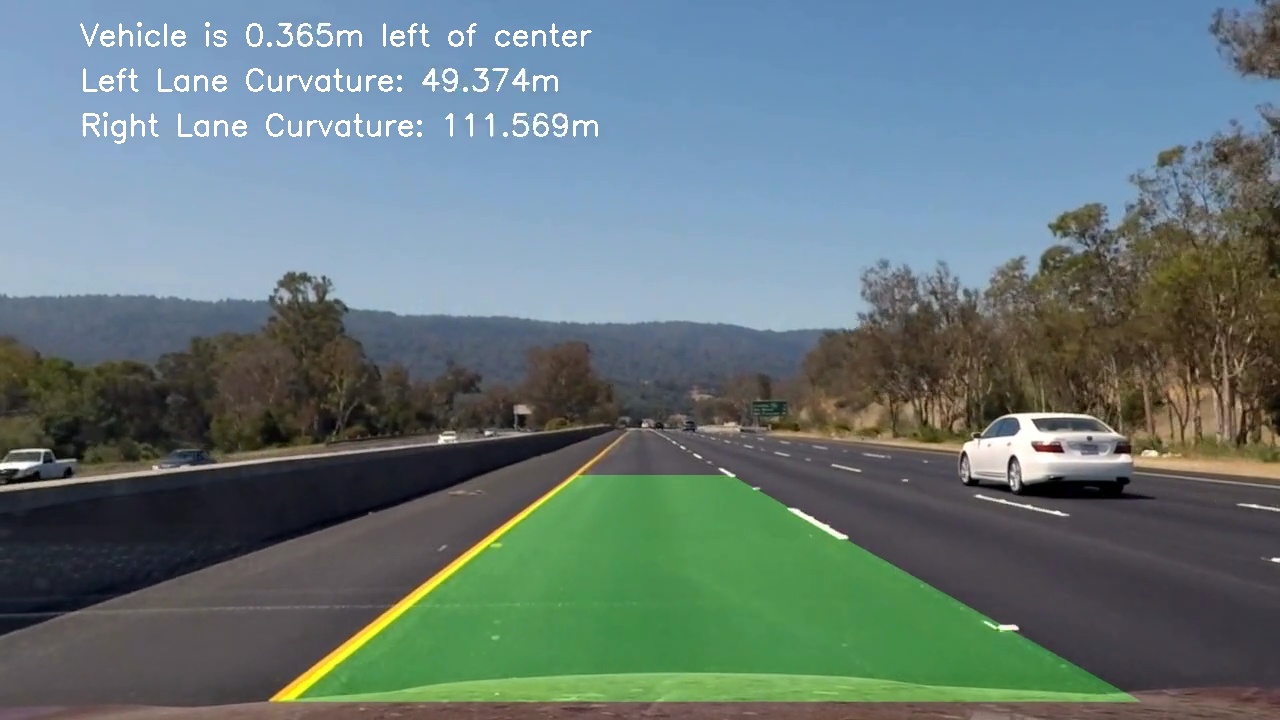 Vehicle is 0.365m left of center
Left Lane Curvature: 49.374m
Right Lane Curvature: 111.569m